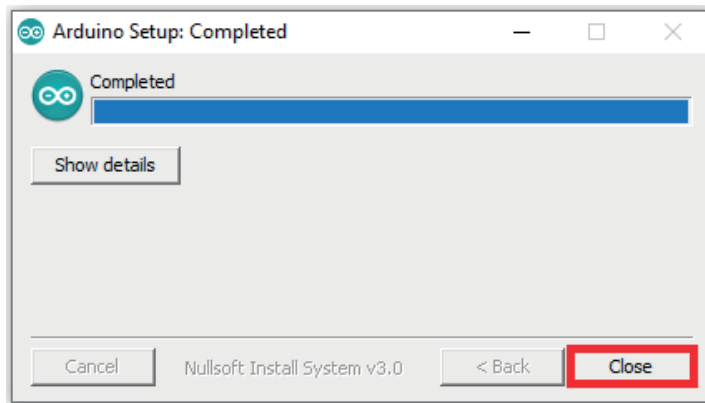 Arduino Setup: Completed
Completed
Show details
Cancel Nullsoft Install System v3.0 < Back Close